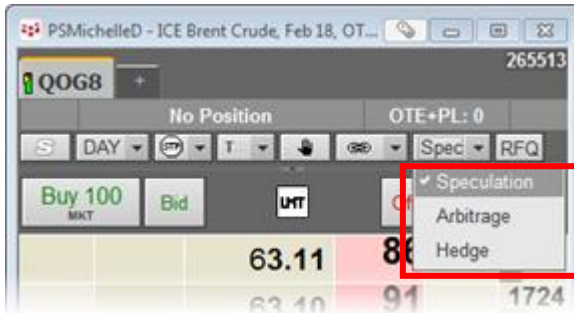 PSMichelleD - ICE Brent Crude, Feb 18, OT...
265513
QOG8 +
No Position OTE+PL: 0
S DAY STP T Spec RFQ
Speculation
Arbitrage
Hedge
Buy 100
MKT
Bid LMT
63.11
63.10 91 1724